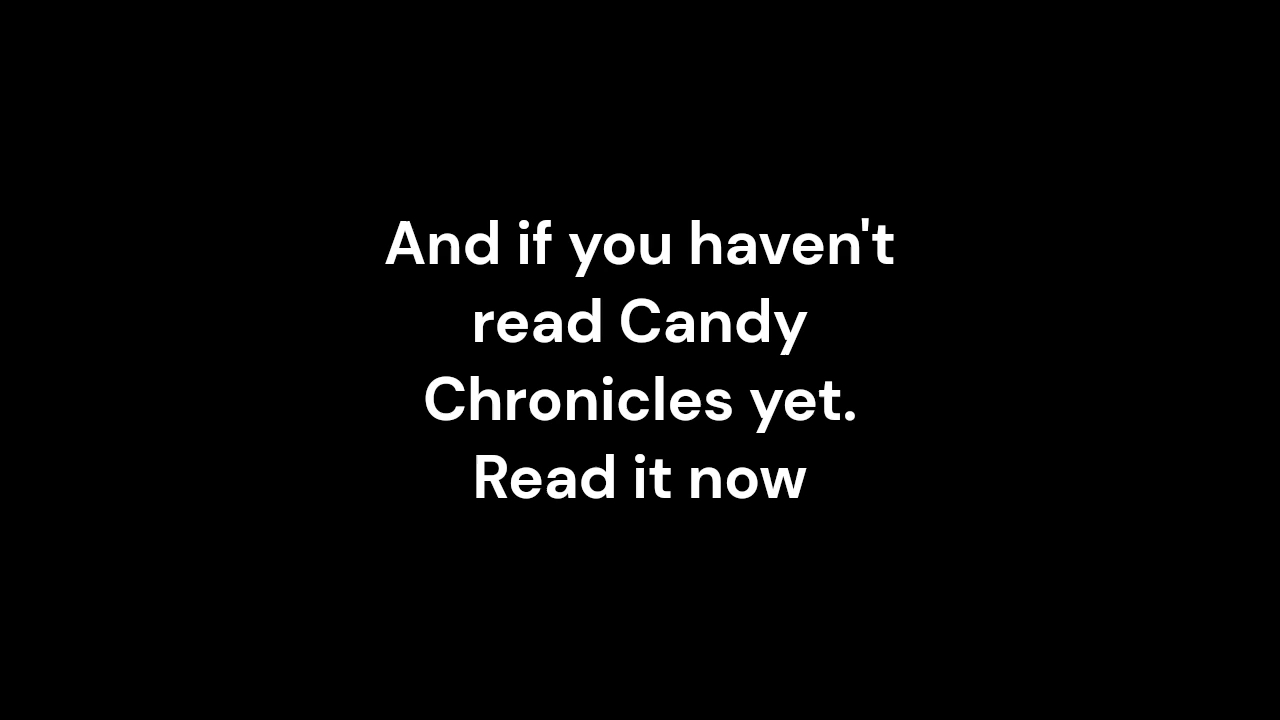 And if you haven't
read Candy
Chronicles yet.
Read it now